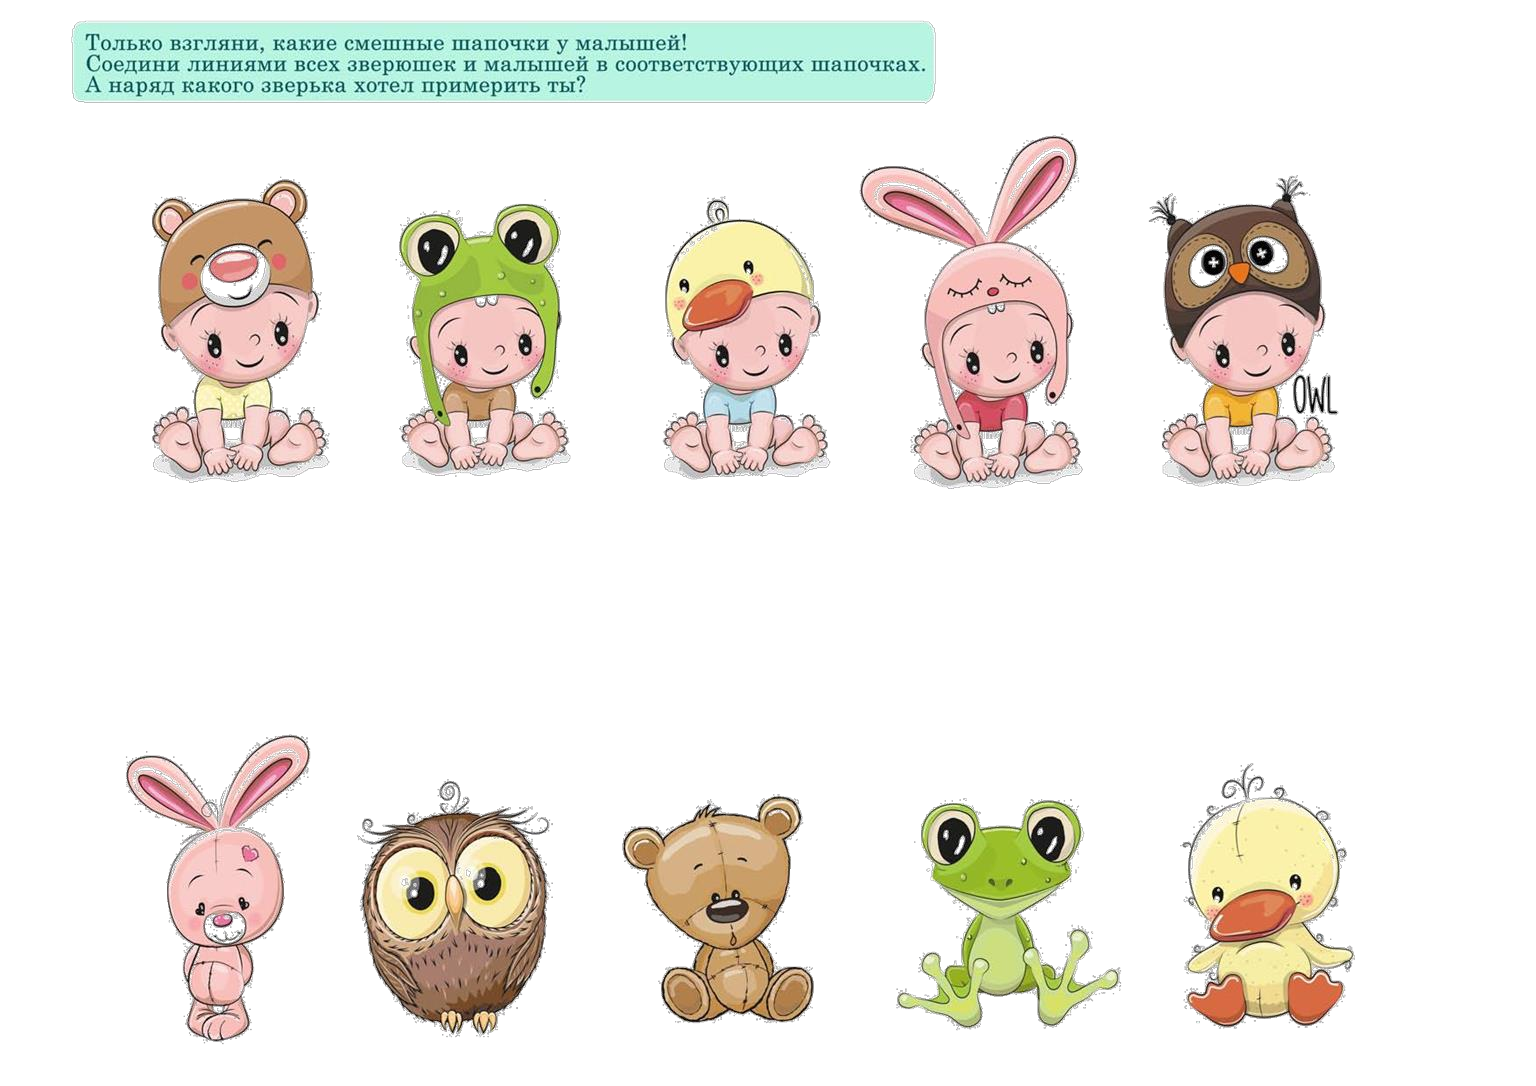 Только взгляни, какие смешные шапочки у малышей!
Соедини линиями всех зверюшек и малышей в соответствующих шапочках.
А наряд какого зверька хотел примерить ты?
OWL